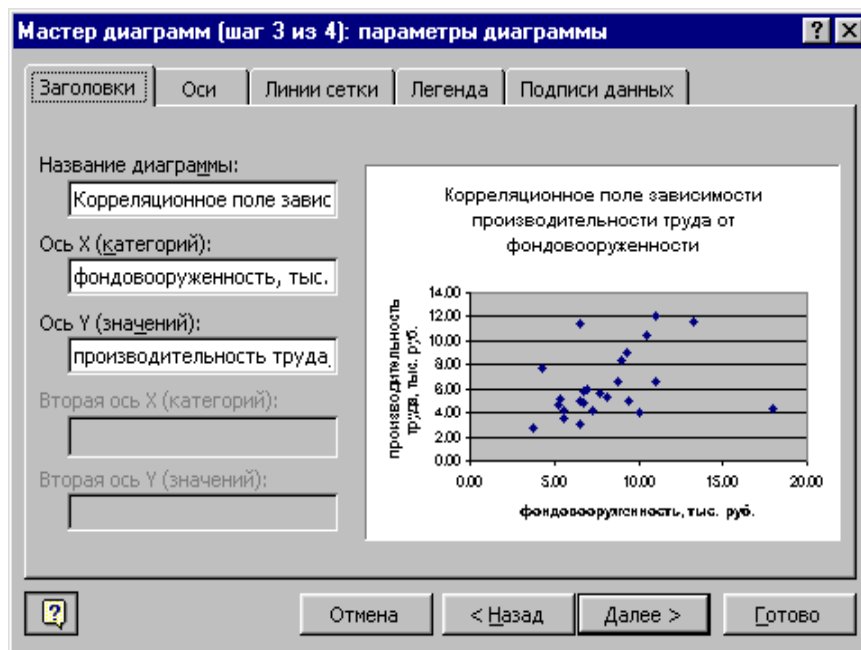 Мастер диаграмм (шаг 3 из 4): параметры диаграммы
Заголовки Оси Линии сетки Легенда Подписи данных
Название диаграммы:
Корреляционное поле завис
Ось X (категорий):
фондовооруженность, тыс.
Ось Y (значений):
производительность труда,
Вторая ось X (категорий):
Вторая ось Y (значений):
Корреляционное поле зависимости
производительности труда от
фондовооруженности
производительность
труда, тыс. руб.
14.00
12.00
10.00
8.00
6.00
4.00
2.00
0.00
0.00 5.00 10.00 15.00 20.00
фондовооруженность, тыс. руб.
Отмена < Назад Далее > Готово